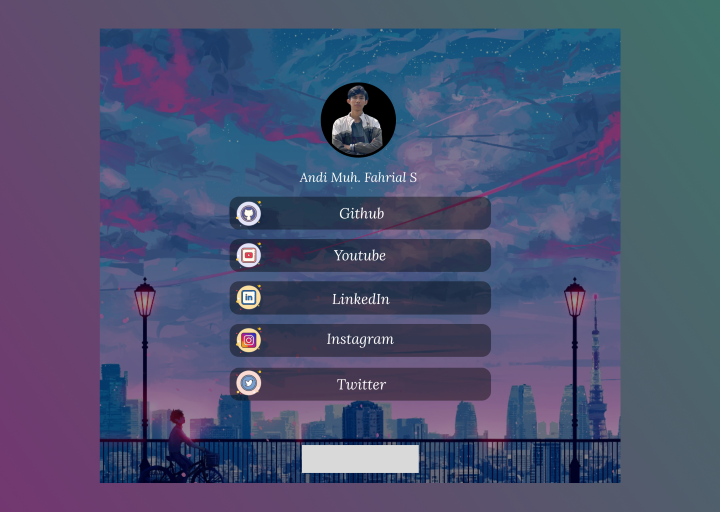 Andi Muh. Fahrial S
Github
Youtube
LinkedIn
Instagram
Twitter